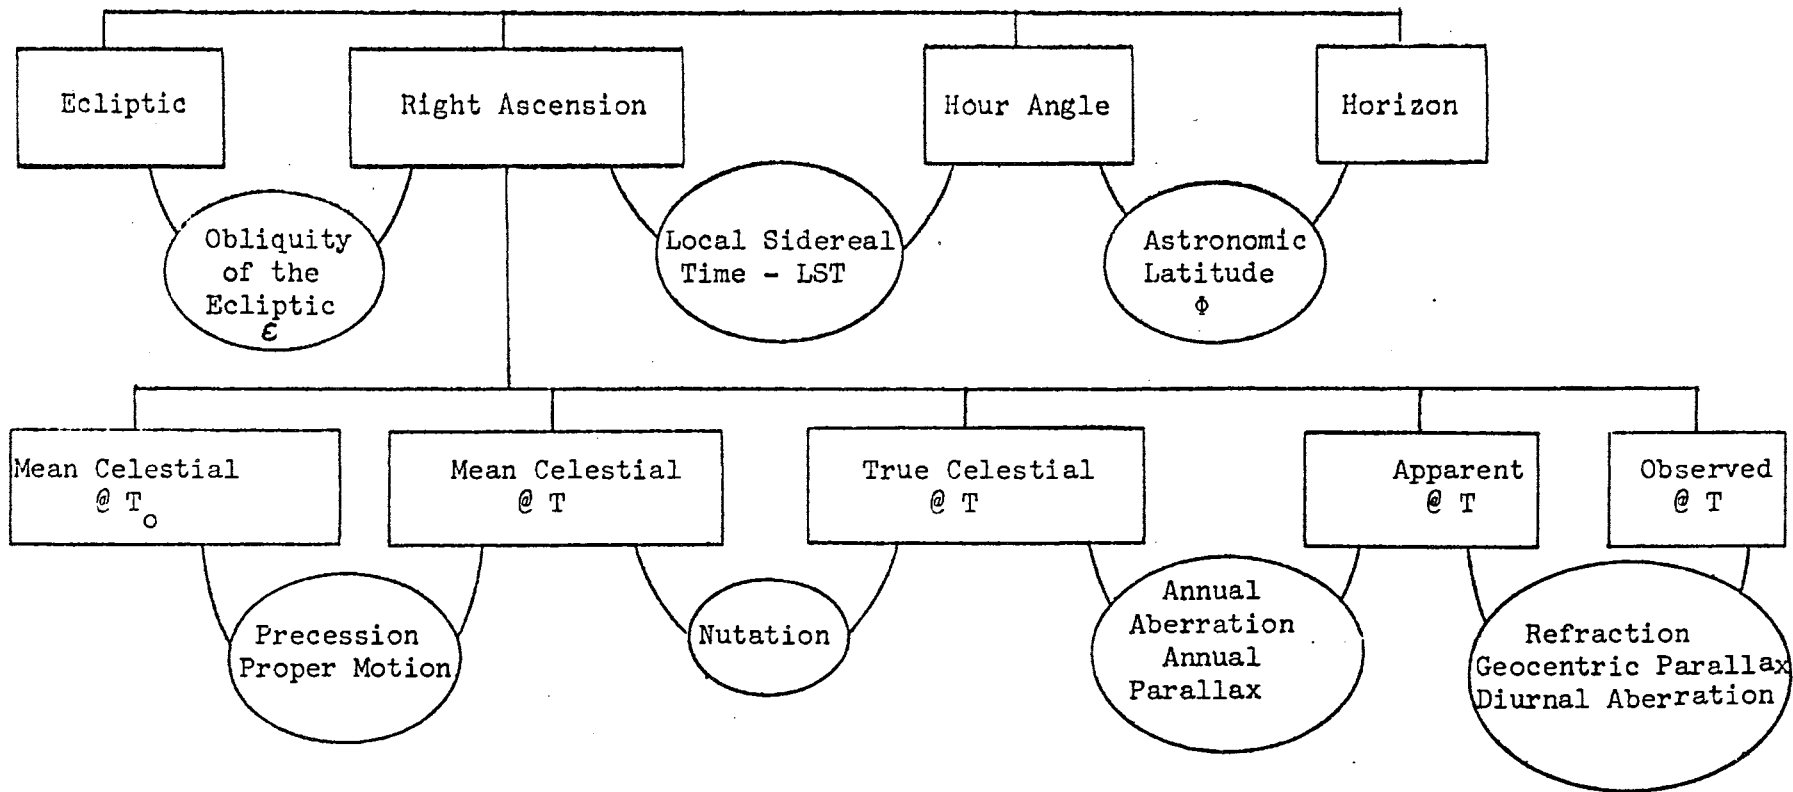 Ecliptic
Right Ascension
Hour Angle
Horizon
Obliquity
of the
Ecliptic
ε
Local Sidereal
Time - LST
Astronomic
Latitude
Φ
Mean Celestial
@ To
Mean Celestial
@ T
True Celestial
@ T
Apparent
@ T
Observed
@ T
Precession
Proper Motion
Nutation
Annual
Aberration
Annual
Parallax
Refraction
Geocentric Parallax
Diurnal Aberration